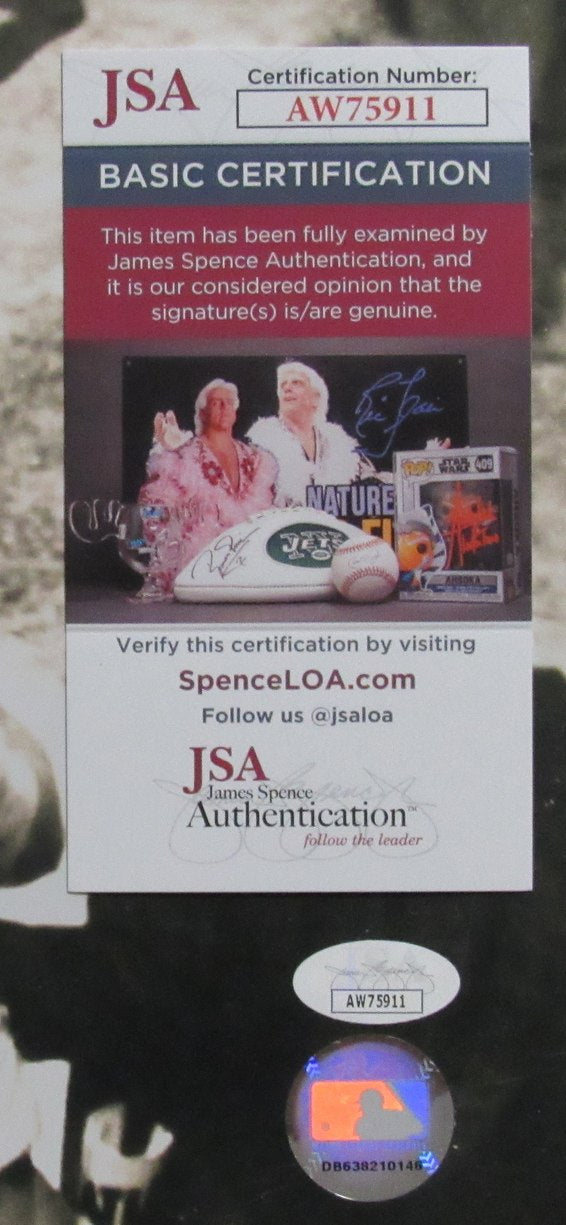 JSA
Certification Number:
AW75911
BASIC CERTIFICATION
This item has been fully examined by
James Spence Authentication, and
it is our considered opinion that the
signature(s) is/are genuine.
NATURE
JETS
POP!
STAR
WARS
409
AHSOKA
Verify this certification by visiting
SpenceLOA.com
Follow us @jsaloa
JSA
James Spence
Authentication™
follow the leader
AW75911
DB638210146